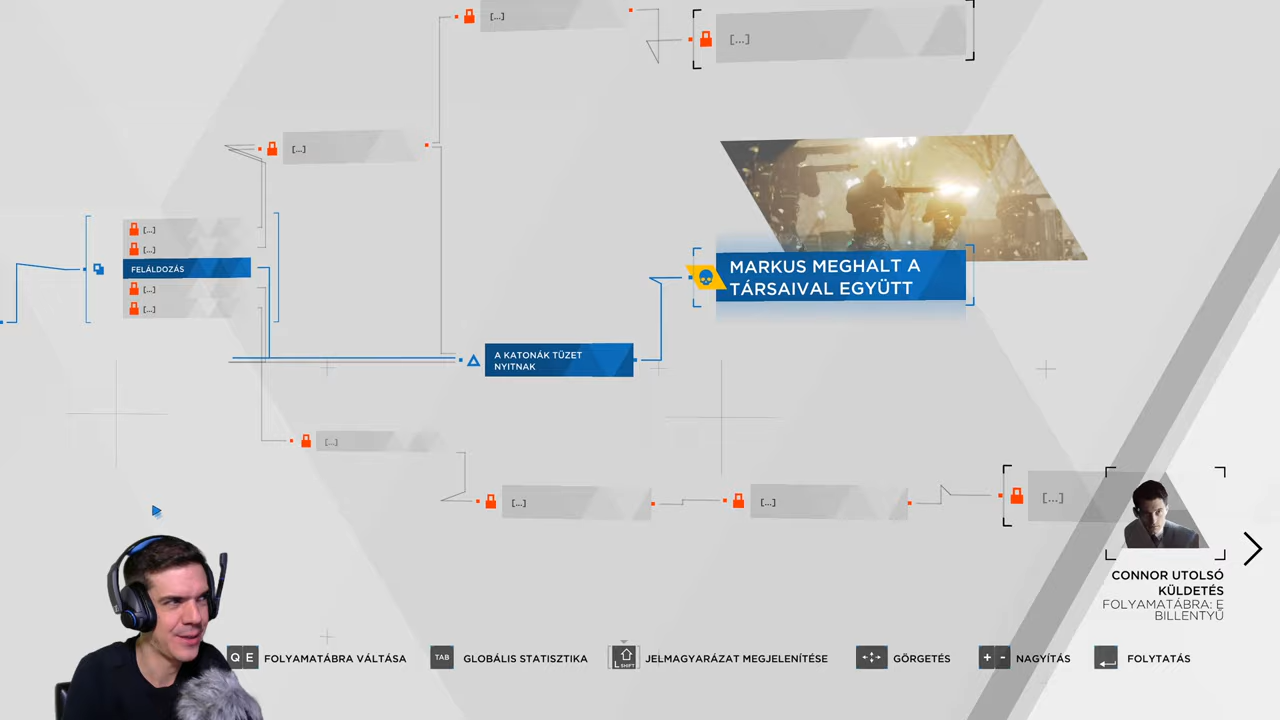 [...]
[...]
[...]
[...]
[...]
FELÁLDOZÁS
[...]
[...]
MARKUS MEGHALT A
TÁRSAIVAL EGYÜTT
A KATONÁK TÜZET
NYITNAK
[...]
[...]
[...]
[...]
CONNOR UTOLSÓ
KÜLDETÉS
FOLYAMATÁBRA: E
BILLENTYŰ
Q E FOLYAMATÁBRA VÁLTÁSA
TAB GLOBÁLIS STATISZTIKA
L SHIFT JELMAGYARÁZAT MEGJELENÍTÉSE
GÖRGETÉS
+ - NAGYÍTÁS
FOLYTATÁS